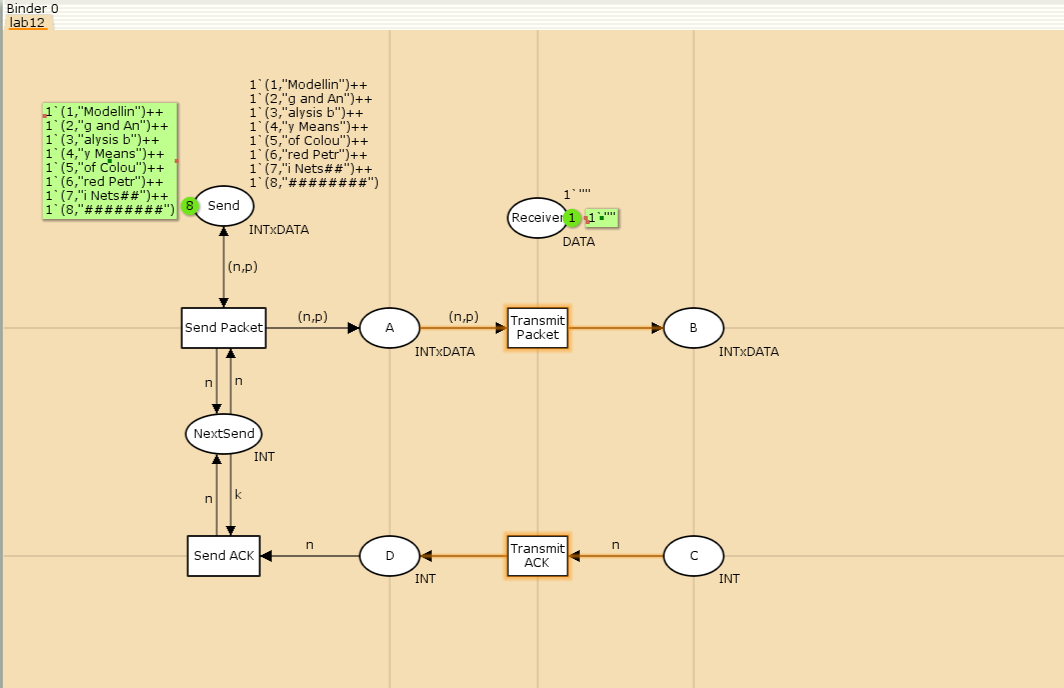 Binder 0
lab12
1`(1,"Modellin")++
1`(2,"g and An")++
1`(3,"alysis b")++
1`(4,"y Means")++
1`(5,"of Colou")++
1`(6,"red Petr")++
1`(7,"i Nets##")++
1`(8,"########")
1`(1,"Modellin")++
1`(2,"g and An")++
1`(3,"alysis b")++
1`(4,"y Means")++
1`(5,"of Colou")++
1`(6,"red Petr")++
1`(7,"i Nets##")++
1`(8,"########")
8
Send
INTxDATA
1`""
Receiver
1
1`""
DATA
(n,p)
Send Packet
(n,p)
A
INTxDATA
(n,p)
Transmit
Packet
B
INTxDATA
n
n
NextSend
INT
n
k
Send ACK
n
D
INT
Transmit
ACK
n
C
INT